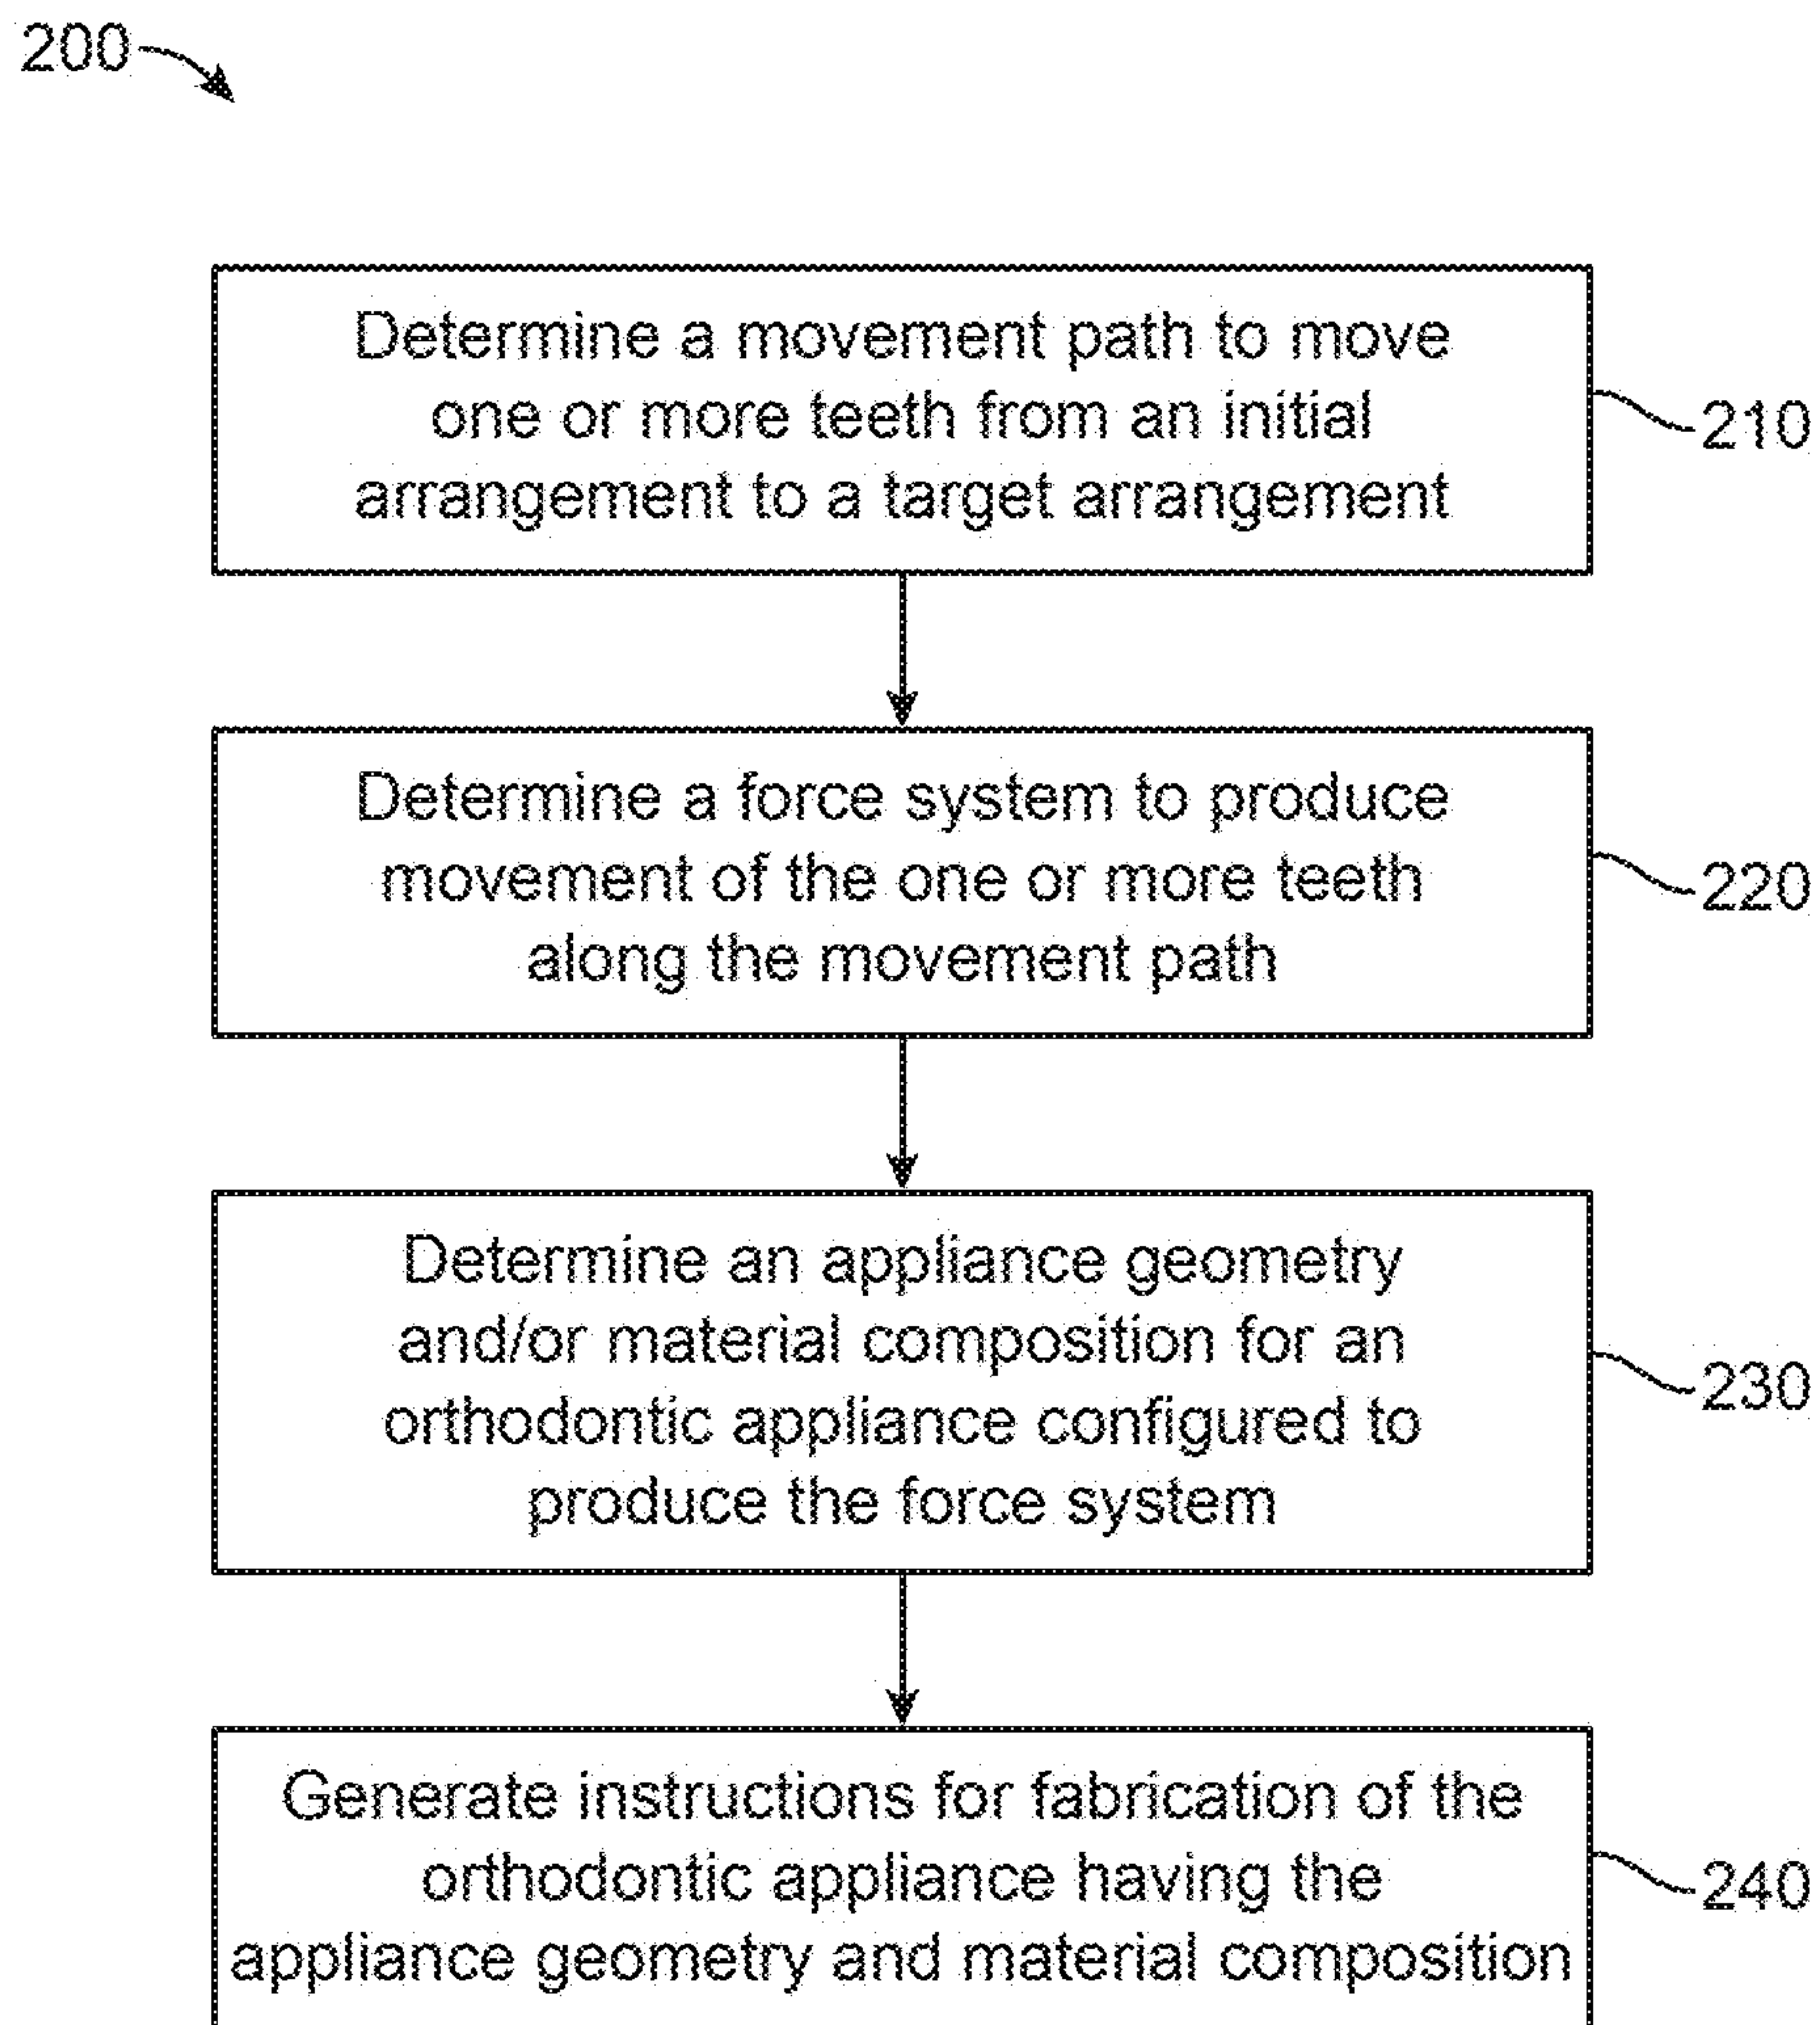 200
Determine a movement path to move
one or more teeth from an initial
arrangement to a target arrangement
210
Determine a force system to produce
movement of the one or more teeth
along the movement path
220
Determine an appliance geometry
and/or material composition for an
orthodontic appliance configured to
produce the force system
230
Generate instructions for fabrication of the
orthodontic appliance having the
appliance geometry and material composition
240